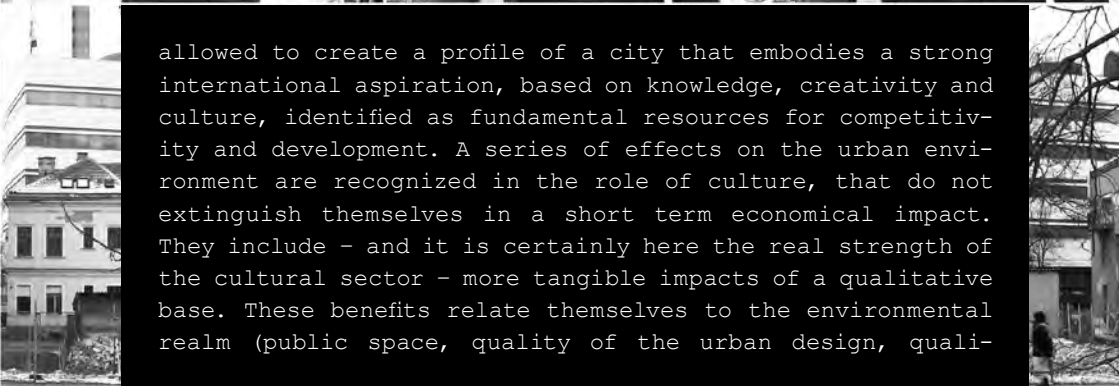 allowed to create a profile of a city that embodies a strong
international aspiration, based on knowledge, creativity and
culture, identified as fundamental resources for competitiv-
ity and development. A series of effects on the urban envi-
ronment are recognized in the role of culture, that do not
extinguish themselves in a short term economical impact.
They include – and it is certainly here the real strength of
the cultural sector – more tangible impacts of a qualitative
base. These benefits relate themselves to the environmental
realm (public space, quality of the urban design, quali-